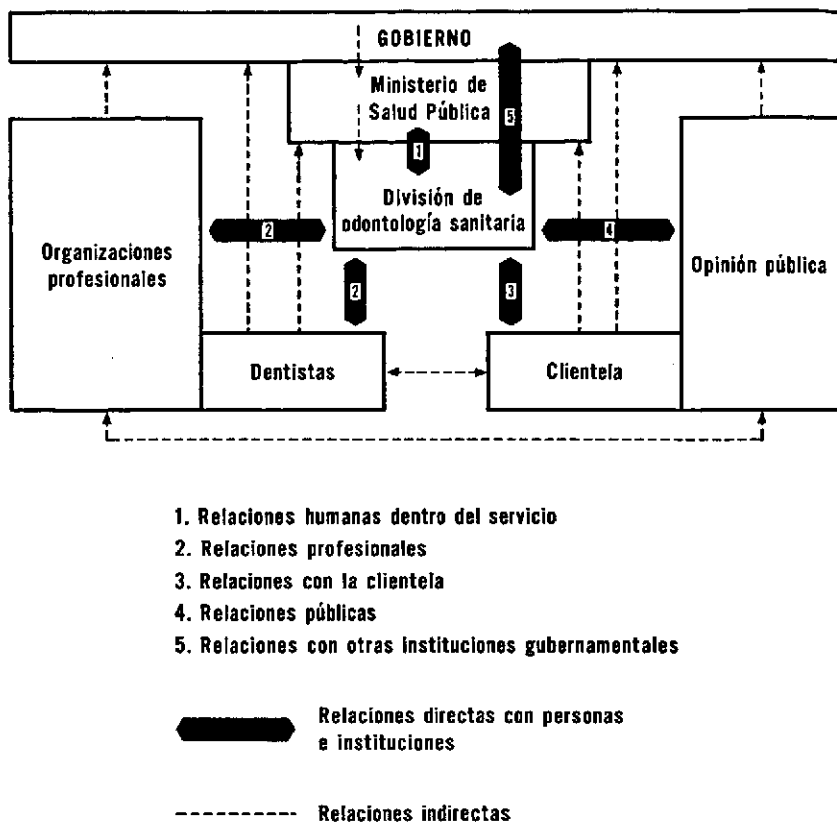 GOBIERNO
Ministerio de
Salud Pública
5
1
División de
odontología sanitaria
2
4
Organizaciones
profesionales
Opinión pública
2
3
Dentistas
Clientela
1. Relaciones humanas dentro del servicio
2. Relaciones profesionales
3. Relaciones con la clientela
4. Relaciones públicas
5. Relaciones con otras instituciones gubernamentales
Relaciones directas con personas
e instituciones
Relaciones indirectas